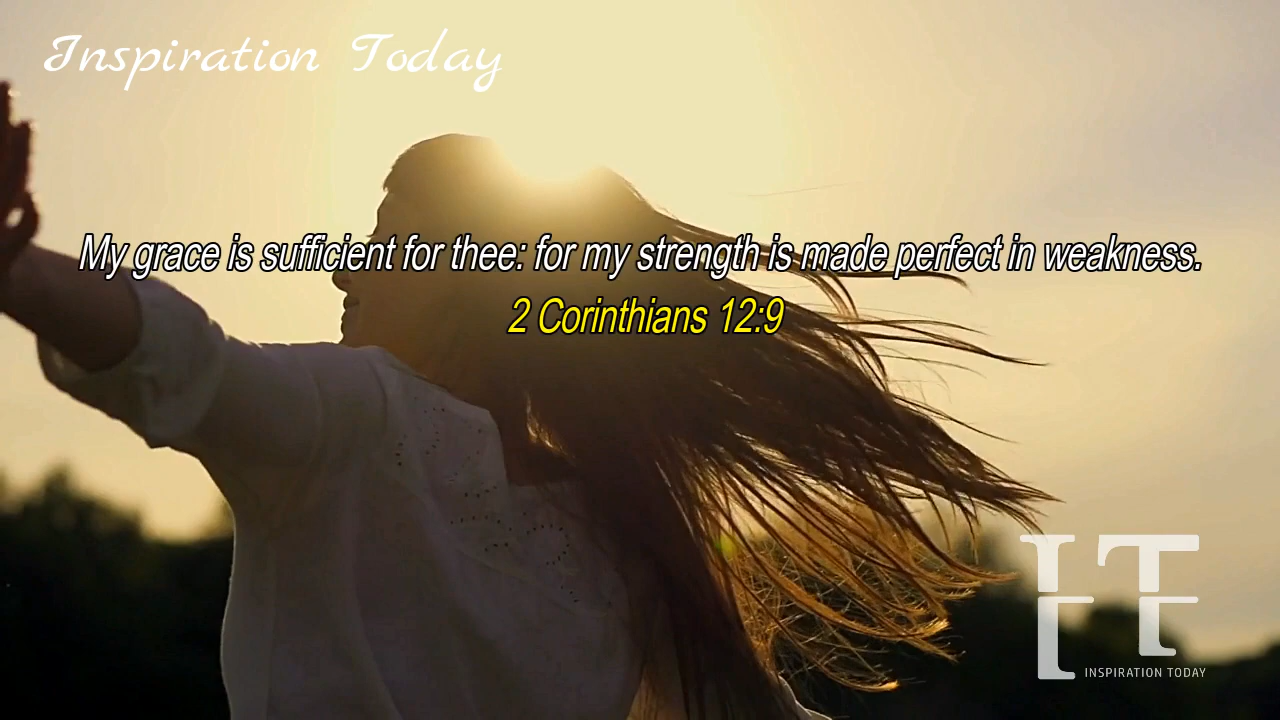 Inspiration Today
My grace is sufficient for thee: for my strength is made perfect in weakness.
2 Corinthians 12:9
IT
INSPIRATION TODAY